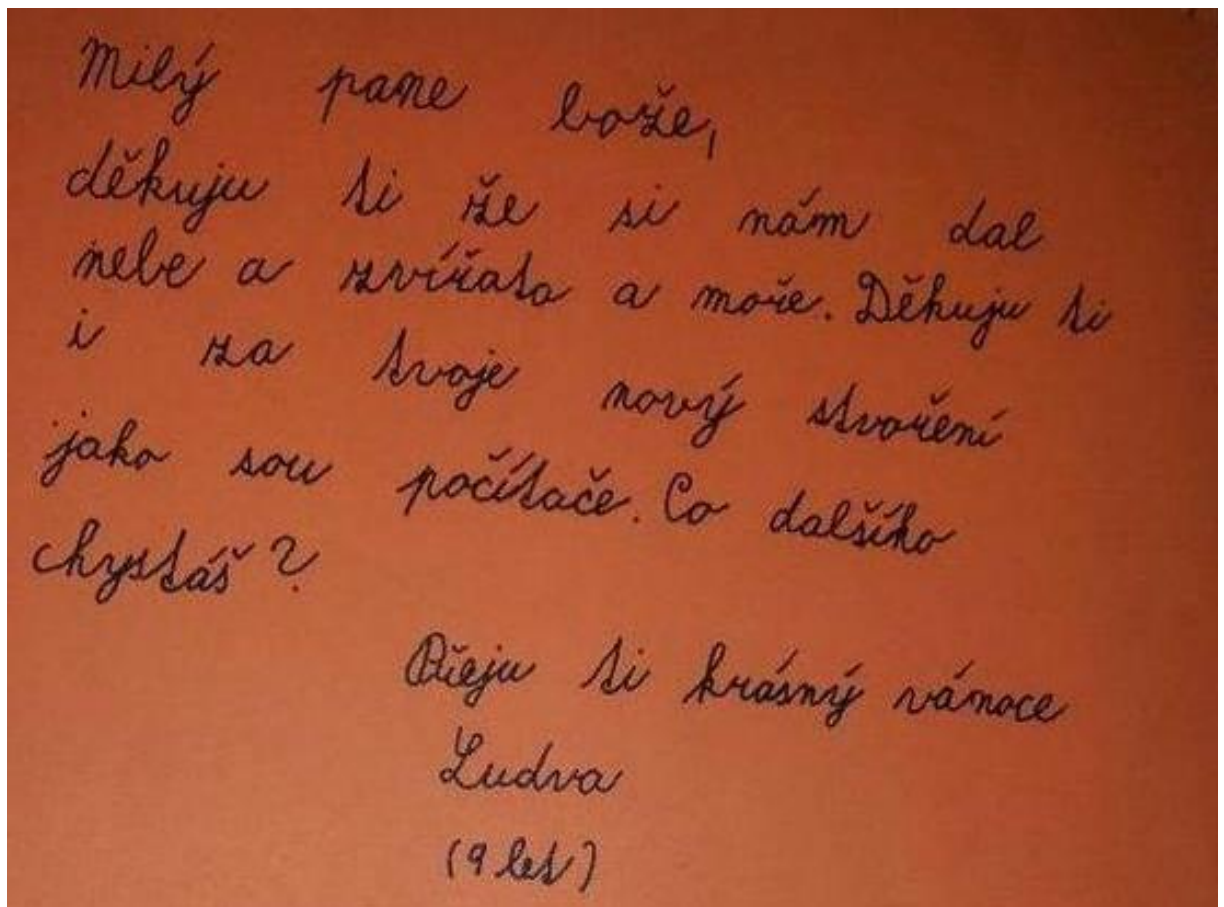 Milý pane bože,
děkuju ti že si nám dal
nebe a zvířata a moře. Děkuju ti
i za tvoje nový stvoření
jako sou počítače. Co dalšího
chystáš?
Přeju ti krásný vánoce
Ludva
(9 let)